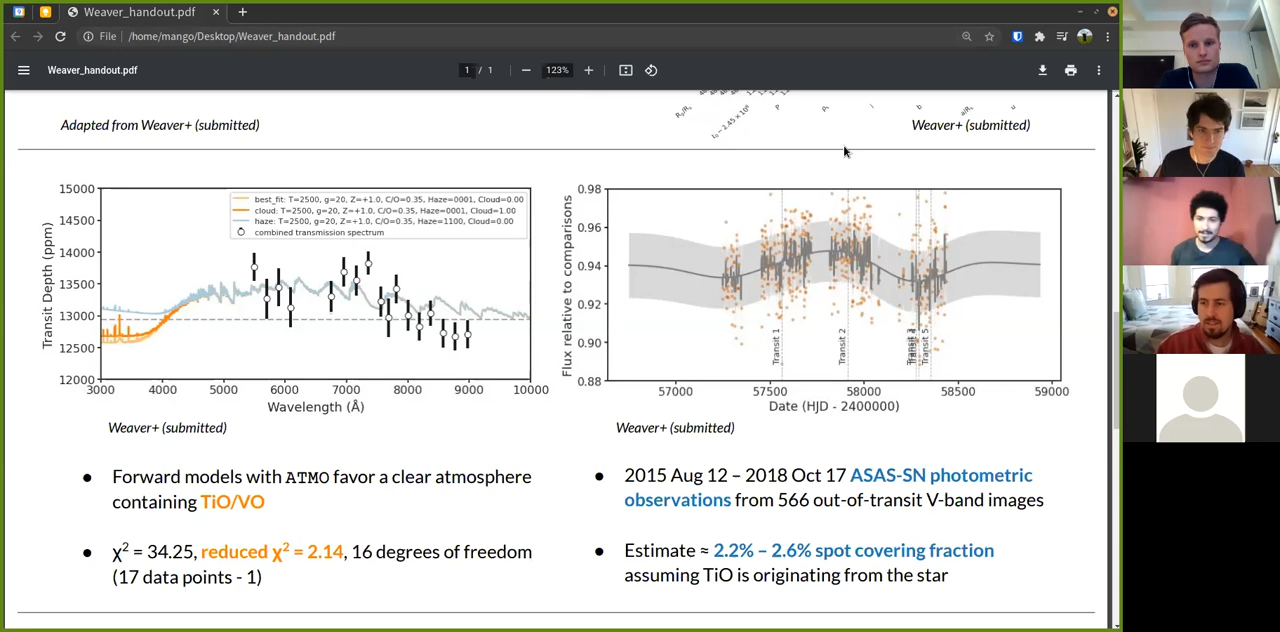 Weaver_handout.pdf
File /home/mango/Desktop/Weaver_handout.pdf
Weaver_handout.pdf
1 / 1
123%
Adapted from Weaver+ (submitted)
Weaver+ (submitted)
Transit Depth (ppm)
15000
14500
14000
13500
13000
12500
12000
best_fit: T=2500, g=20, Z=+1.0, C/O=0.35, Haze=0001, Cloud=0.00
cloud: T=2500, g=20, Z=+1.0, C/O=0.35, Haze=0001, Cloud=1.00
haze: T=2500, g=20, Z=+1.0, C/O=0.35, Haze=1100, Cloud=0.00
combined transmission spectrum
3000 4000 5000 6000 7000 8000 9000 10000
Wavelength (Å)
Weaver+ (submitted)
Flux relative to comparisons
0.98
0.96
0.94
0.92
0.90
0.88
Transit 1
Transit 2
Transit 3
Transit 5
57000 57500 58000 58500 59000
Date (HJD - 2400000)
Weaver+ (submitted)
● Forward models with ATMO favor a clear atmosphere
containing TiO/VO
● χ² = 34.25, reduced χ² = 2.14, 16 degrees of freedom
(17 data points - 1)
● 2015 Aug 12 – 2018 Oct 17 ASAS-SN photometric
observations from 566 out-of-transit V-band images
● Estimate ≈ 2.2% – 2.6% spot covering fraction
assuming TiO is originating from the star